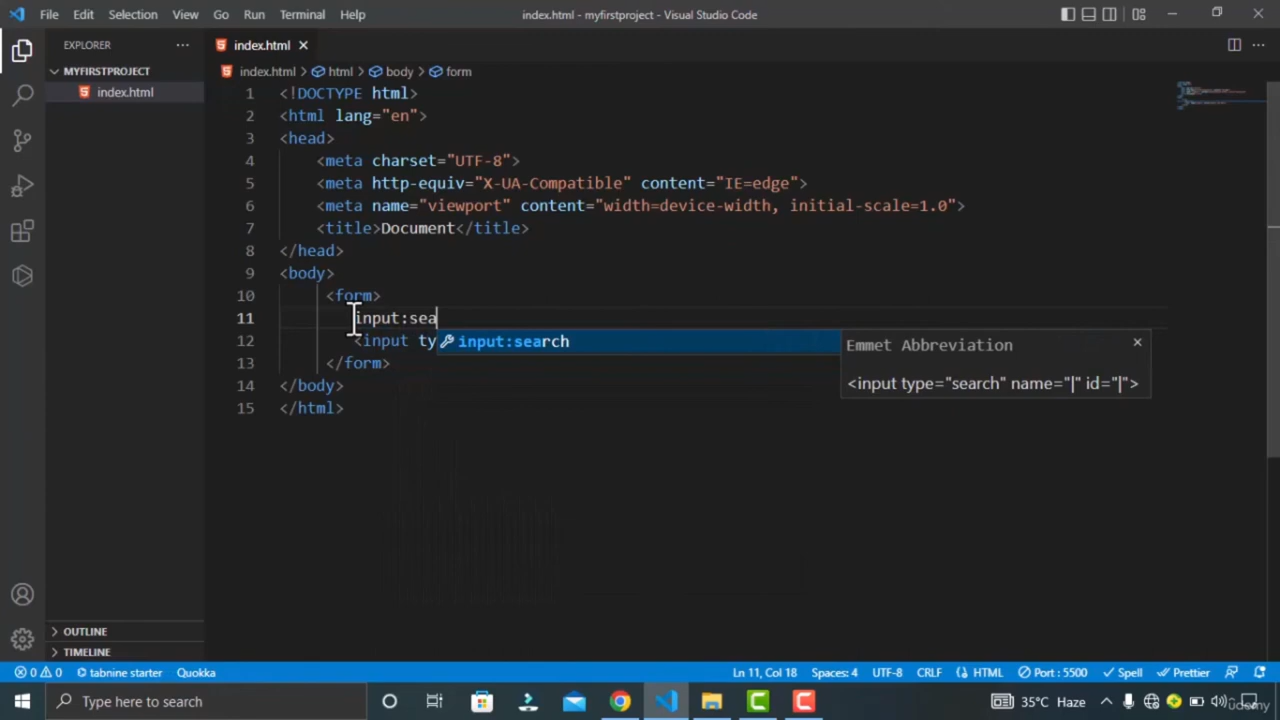 File Edit Selection View Go Run Terminal Help
index.html - myfirstproject - Visual Studio Code
EXPLORER
MYFIRSTPROJECT
index.html
index.html
index.html > html > body > form
1 <!DOCTYPE html>
2 <html lang="en">
3 <head>
4 <meta charset="UTF-8">
5 <meta http-equiv="X-UA-Compatible" content="IE=edge">
6 <meta name="viewport" content="width=device-width, initial-scale=1.0">
7 <title>Document</title>
8 </head>
9 <body>
10 <form>
11 input:sea
12 <input ty
input:search
Emmet Abbreviation
<input type="search" name="|" id="|">
13 </form>
14 </body>
15 </html>
OUTLINE
TIMELINE
0 0 tabnine starter Quokka
Ln 11, Col 18 Spaces: 4 UTF-8 CRLF HTML Port : 5500 Spell Prettier
Type here to search
35°C Haze
ûdemy